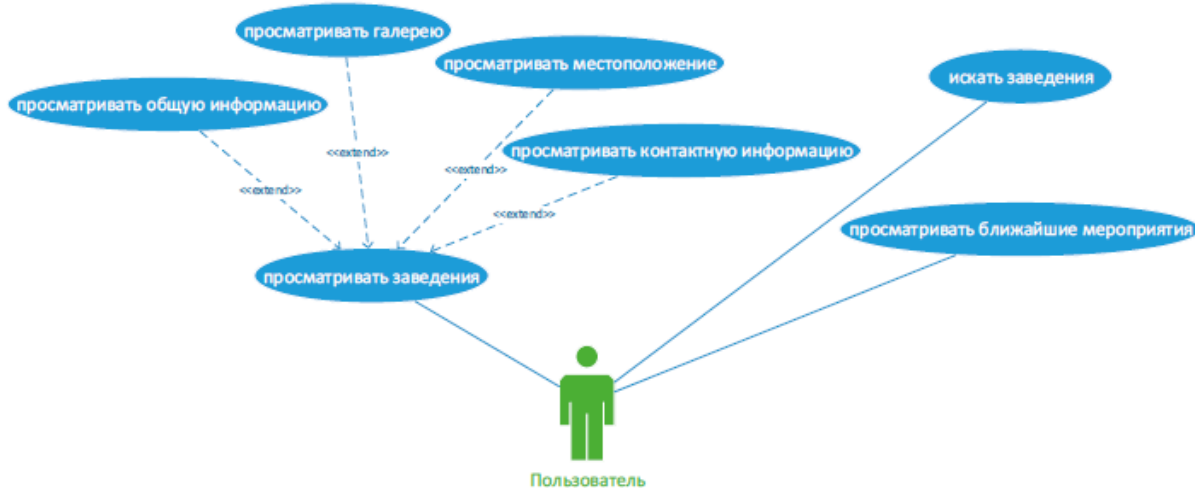 просматривать галерею
просматривать местоположение
искать заведения
просматривать общую информацию
<<extend>>
просматривать контактную информацию
<<extend>>
<<extend>>
<<extend>>
просматривать ближайшие мероприятия
просматривать заведения
Пользователь